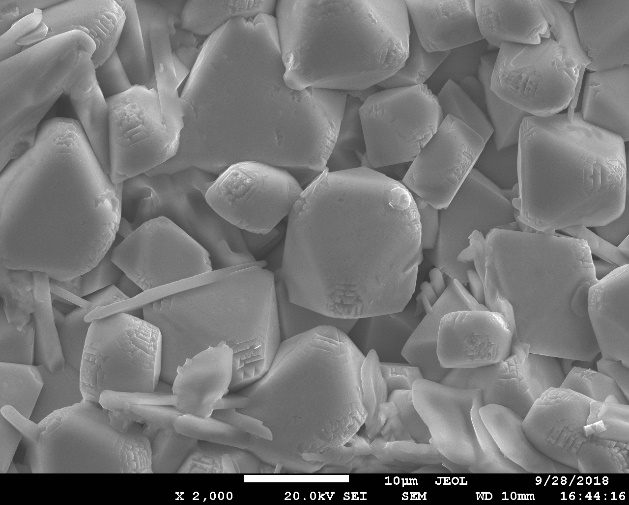 10µm JEOL 9/28/2018
X 2,000 20.0kV SEI SEM WD 10mm 16:44:16